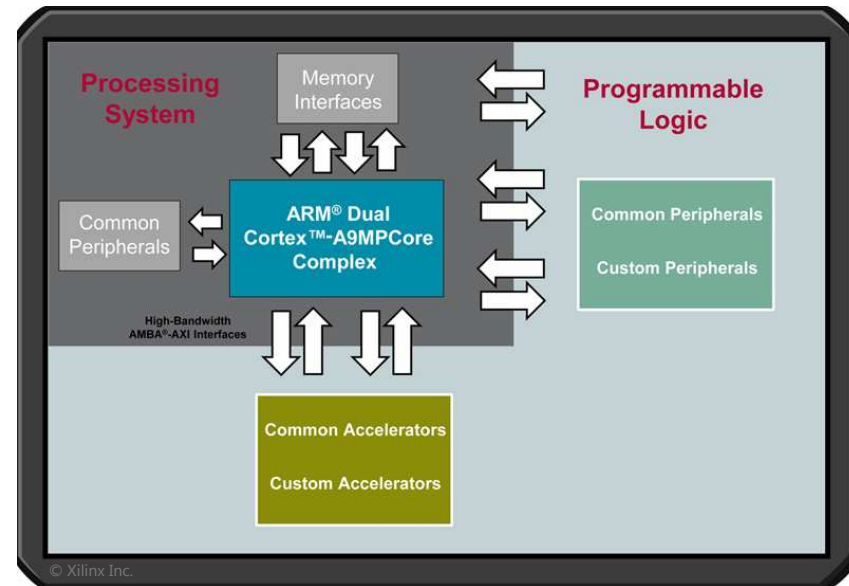 Processing
System
Memory
Interfaces
Programmable
Logic
Common
Peripherals
ARM® Dual
Cortex™-A9MPCore
Complex
Common Peripherals
Custom Peripherals
High-Bandwidth
AMBA®-AXI Interfaces
Common Accelerators
Custom Accelerators
© Xilinx Inc.